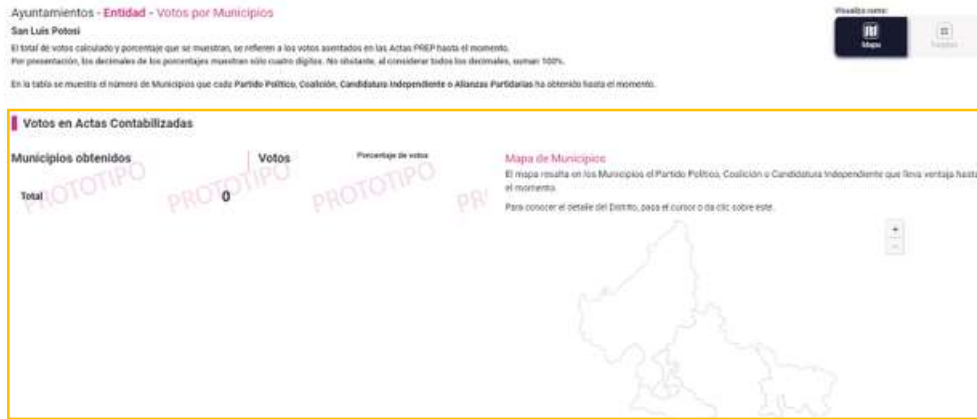 Ayuntamientos - Entidad - Votos por Municipios
Visualiza como:
San Luis Potosí
Mapa
El total de votos calculado y porcentaje que se muestran, se refieren a los votos asentados en las Actas PREP hasta el momento.
Por presentación, los decimales de los porcentajes muestran sólo cuatro dígitos. No obstante, al considerar todos los decimales, suman 100%.
En la tabla se muestra el número de Municipios que cada Partido Político, Coalición, Candidatura Independiente o Alianzas Partidarias ha obtenido hasta el momento.
Votos en Actas Contabilizadas
Municipios obtenidos
Votos
Porcentaje de votos
Total
0
PROTOTIPO
PROTOTIPO
PROTOTIPO
PR
Mapa de Municipios
El mapa resalta en los Municipios el Partido Político, Coalición o Candidatura Independiente que lleva ventaja hasta
el momento.
Para conocer el detalle del Distrito, pasa el cursor o da clic sobre éste.
+
-